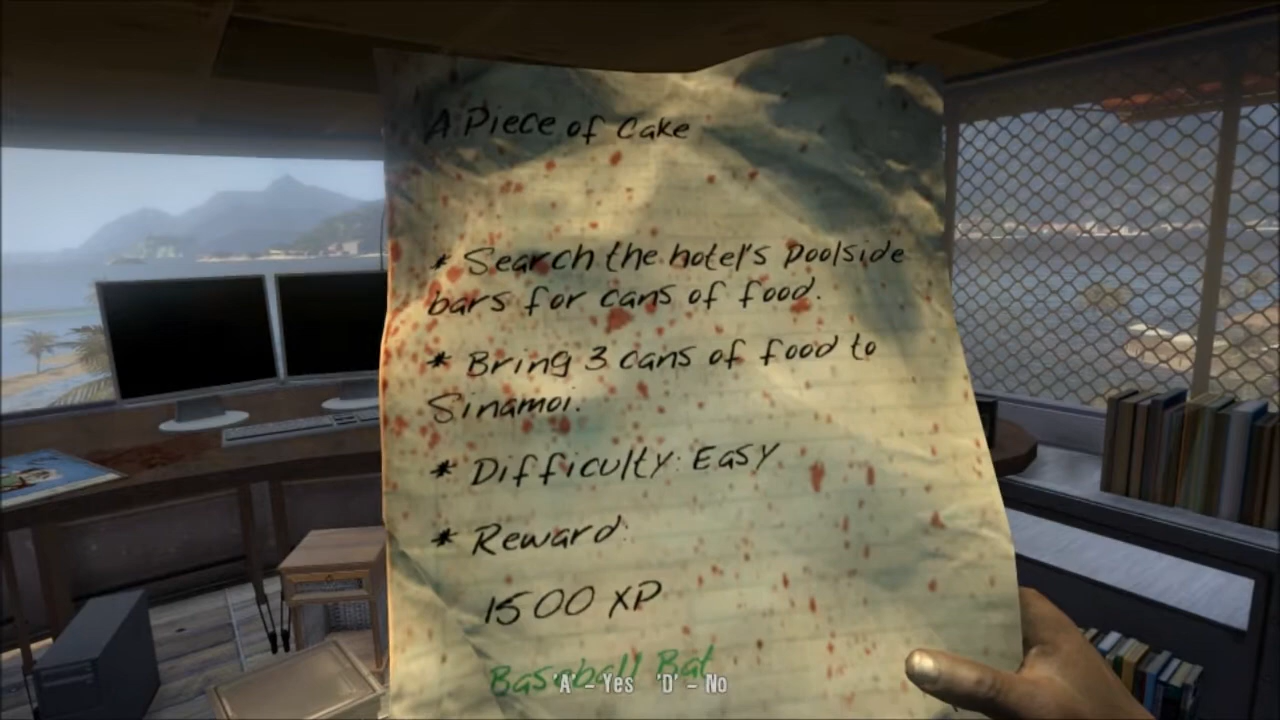 A Piece of Cake
* Search the hotel's poolside
bars for cans of food.
* Bring 3 cans of food to
Sinamoi.
* Difficulty: Easy
* Reward:
1500 XP
Baseball Bat
'A' - Yes 'D' - No